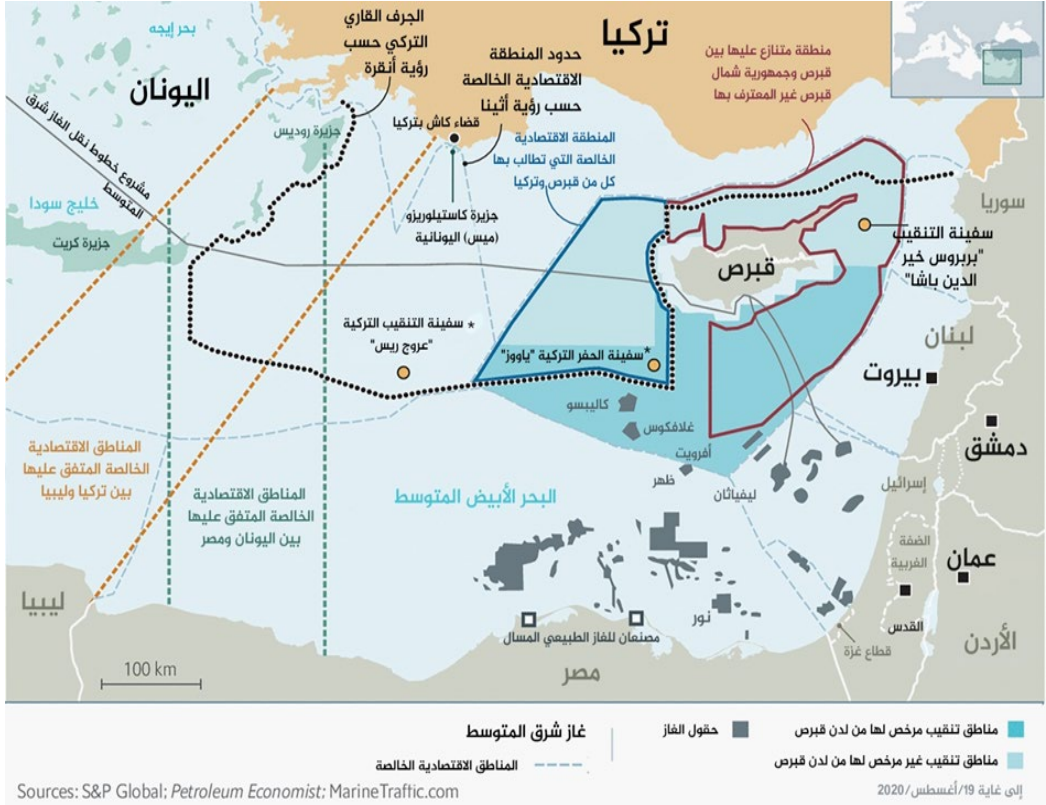 بحر إيجه
اليونان
الجرف القاري
التركي حسب
رؤية أنقرة
حدود المنطقة
الاقتصادية الخالصة
حسب رؤية أثينا
تركيا
منطقة متنازع عليها بين
قبرص وجمهورية شمال
قبرص غير المعترف بها
مشروع خطوط نقل الغاز شرق
المتوسط
جزيرة روديس
قضاء كاش بتركيا
المنطقة الاقتصادية
الخالصة التي تطالب بها
كل من قبرص وتركيا
خليج سودا
جزيرة كريت
جزيرة كاستيلوريزو
(ميس) اليونانية
سوريا
سفينة التنقيب
"بربروس خير
الدين باشا"
قبرص
* سفينة التنقيب التركية
"عروج ريس"
*سفينة الحفر التركية "ياووز"
لبنان
بيروت
كاليبسو
غلافكوس
أفرويت
ظهر
ليفياثان
دمشق
إسرائيل
المناطق الاقتصادية
الخالصة المتفق عليها
بين تركيا وليبيا
المناطق الاقتصادية
الخالصة المتفق عليها
بين اليونان ومصر
البحر الأبيض المتوسط
الضفة
الغربية
عمان
القدس
الأردن
قطاع غزة
نور
مصنعان للغاز الطبيعي المسال
ليبيا
مصر
100 km
غاز شرق المتوسط
المناطق الاقتصادية الخالصة
حقول الغاز
مناطق تنقيب مرخص لها من لدن قبرص
مناطق تنقيب غير مرخص لها من لدن قبرص
إلى غاية 19/أغسطس/2020
Sources: S&P Global; Petroleum Economist; MarineTraffic.com